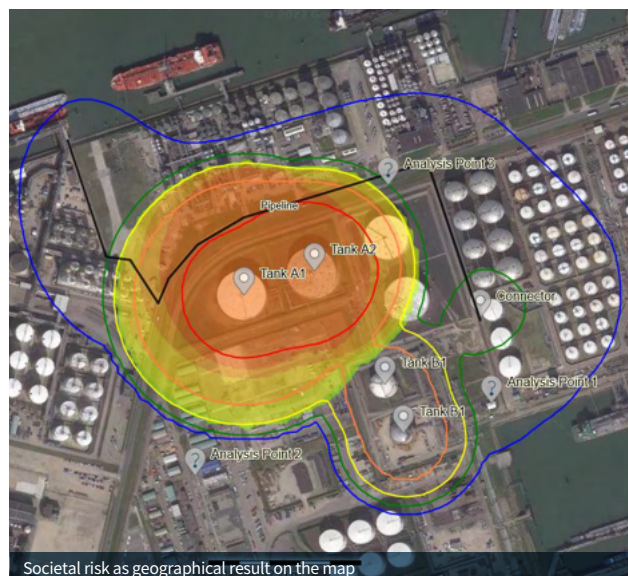 Analysis Point 3
Pipeline
Tank A2
Tank A1
Connector
Tank B1
Analysis Point 1
Tank B1
Analysis Point 2
Societal risk as geographical result on the map